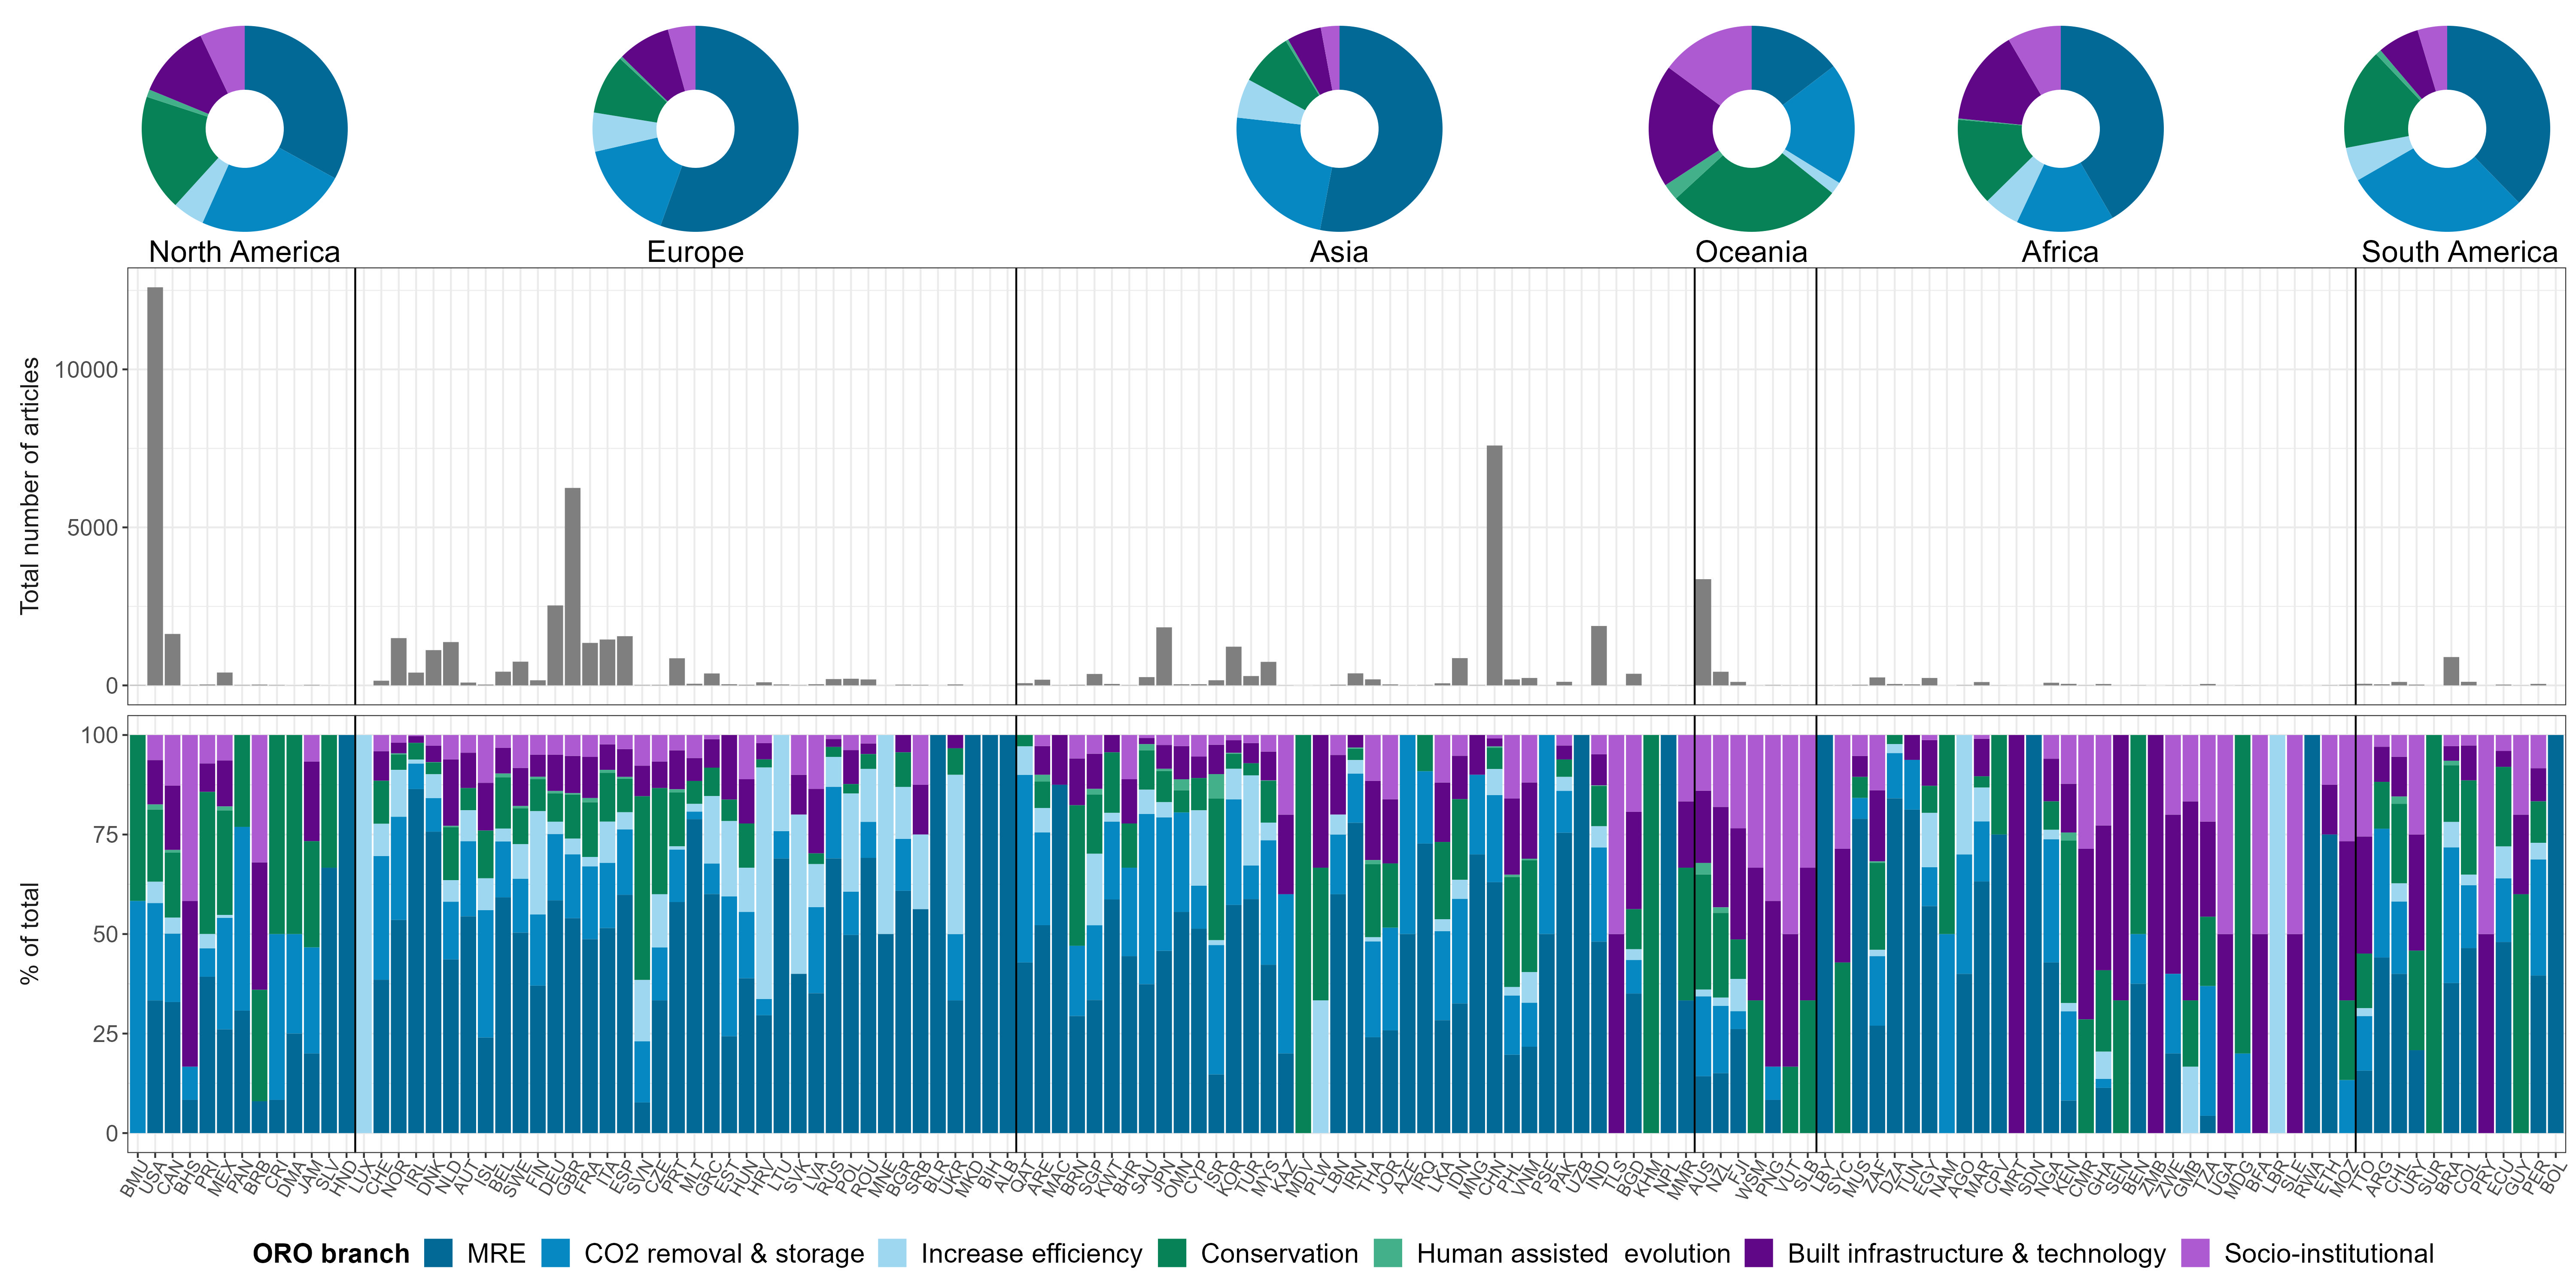 North America Europe Asia Oceania Africa South America
Total number of articles
10000
5000
0
% of total
100
75
50
25
0
BMU USA CAN BHS PRI MEX PAN BRB CRI DMA JAM SLV HND LUX CHE NOR IRL DNK NLD AUT ISL BEL SWE FIN DEU GBR FRA ITA ESP SVN CZE PRT MLT GRC EST HUN HRV LTU SVK LVA RUS POL ROU MNE BGR SRB BLR UKR MKD BIH ALB QAT ARE MAC BRN SGP KWT BHR SAU JPN OMN CYP ISR KOR TUR MYS KAZ MDV PLW LBN IRN THA JOR AZE IRQ LKA IDN MNG CHN PHL VNM PSE PAK UZB IND TLS BGD KHM NPL MMR AUS NZL FJI WSM PNG VUT SLB LBY SYC MUS ZAF DZA TUN EGY NAM AGO MAR CPV MRT SDN NGA KEN CMR GHA SEN BEN ZMB ZWE GMB TZA UGA MDG BFA LBR SLE RWA ETH MOZ TTO ARG CHL URY SUR BRA COL PRY ECU GUY PER BOL
ORO branch MRE CO2 removal & storage Increase efficiency Conservation Human assisted evolution Built infrastructure & technology Socio-institutional